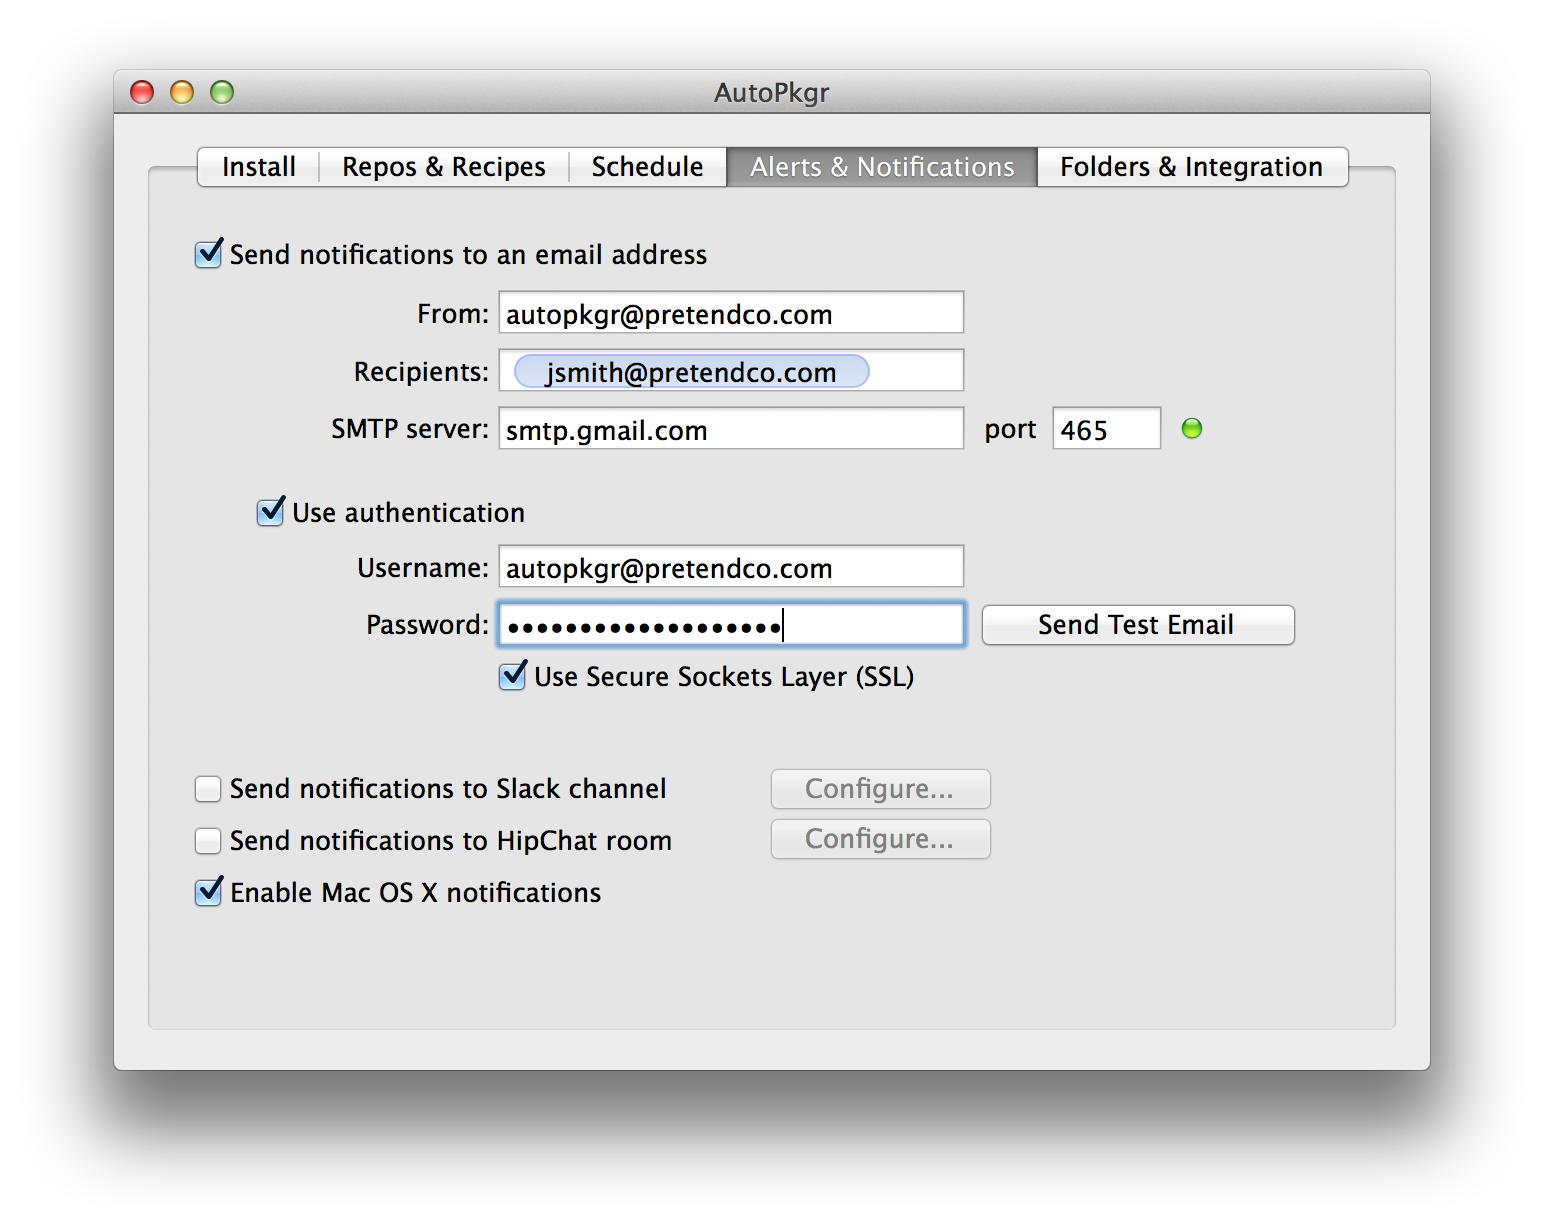 AutoPkgr
Install Repos & Recipes Schedule Alerts & Notifications Folders & Integration
Send notifications to an email address
From: autopkgr@pretendco.com
Recipients: jsmith@pretendco.com
SMTP server: smtp.gmail.com port 465
Use authentication
Username: autopkgr@pretendco.com
Password: ••••••••••••••••••• Send Test Email
Use Secure Sockets Layer (SSL)
Send notifications to Slack channel Configure...
Send notifications to HipChat room Configure...
Enable Mac OS X notifications